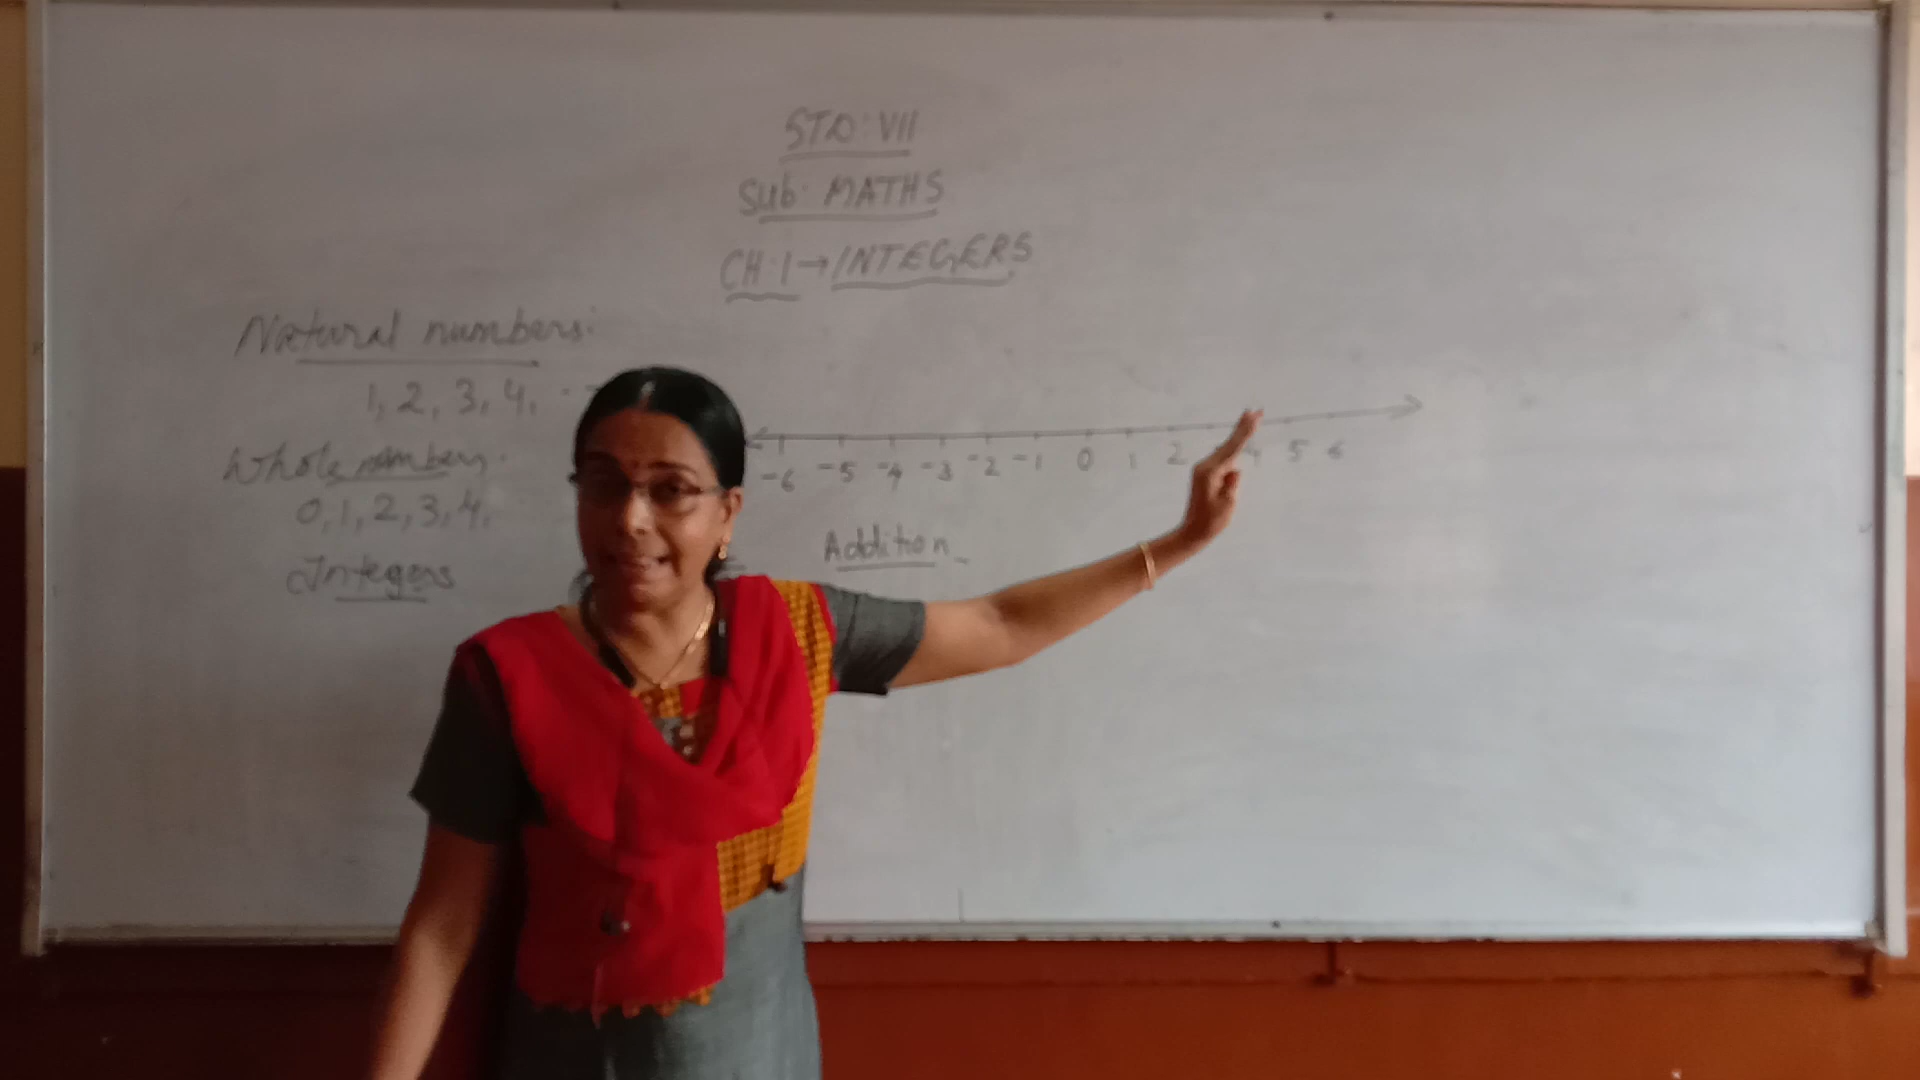 STD: VII
Sub: MATHS
CH: 1 → INTEGERS
Natural numbers:
1, 2, 3, 4, . -
Whole numbers.
0, 1, 2, 3, 4,
Integers
-6 -5 -4 -3 -2 -1 0 1 2 4 5 6
Addition